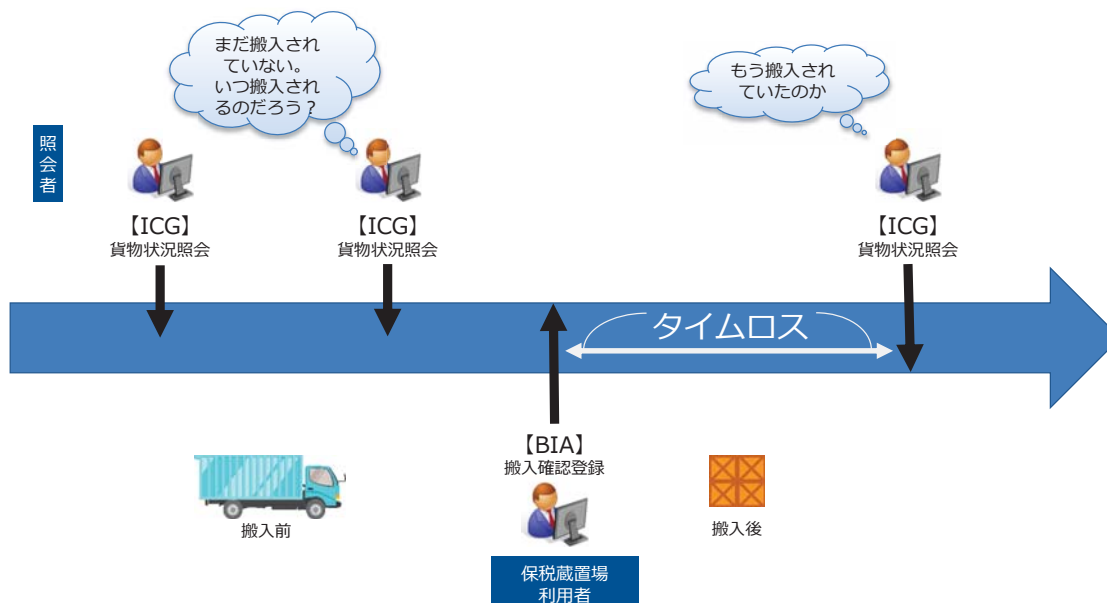 まだ搬入され
ていない。
いつ搬入され
るのだろう？
もう搬入され
ていたのか
照会者
【ICG】
貨物状況照会
【ICG】
貨物状況照会
【ICG】
貨物状況照会
タイムロス
【BIA】
搬入確認登録
搬入前
搬入後
保税蔵置場
利用者